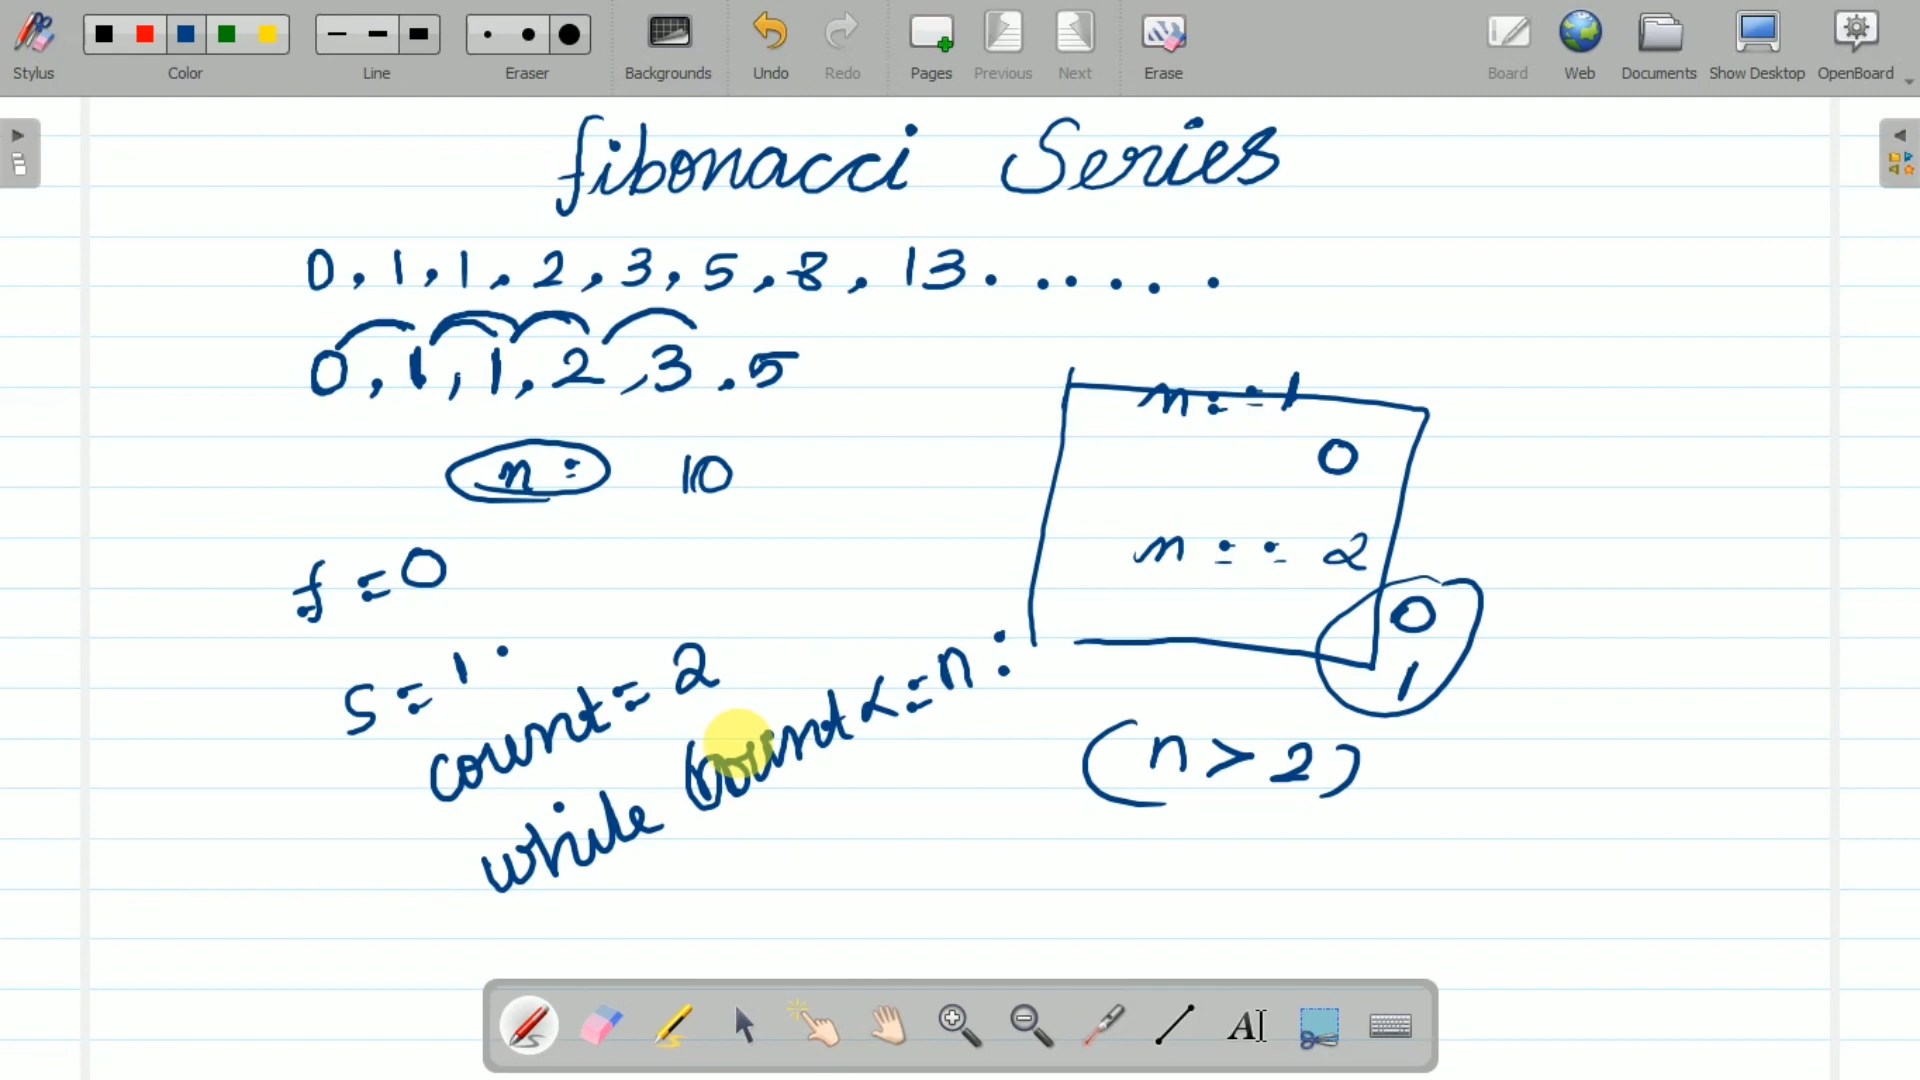 Stylus Color Line Eraser Backgrounds Undo Redo Pages Previous Next Erase Board Web Documents Show Desktop OpenBoard
fibonacci Series
0, 1, 1, 2, 3, 5, 8, 13 . . . . . .
0, 1, 1, 2, 3, 5
n = 10
n == 1
0
n == 2
0
1
f = 0
s = 1
count = 2
while count <= n :
(n > 2)